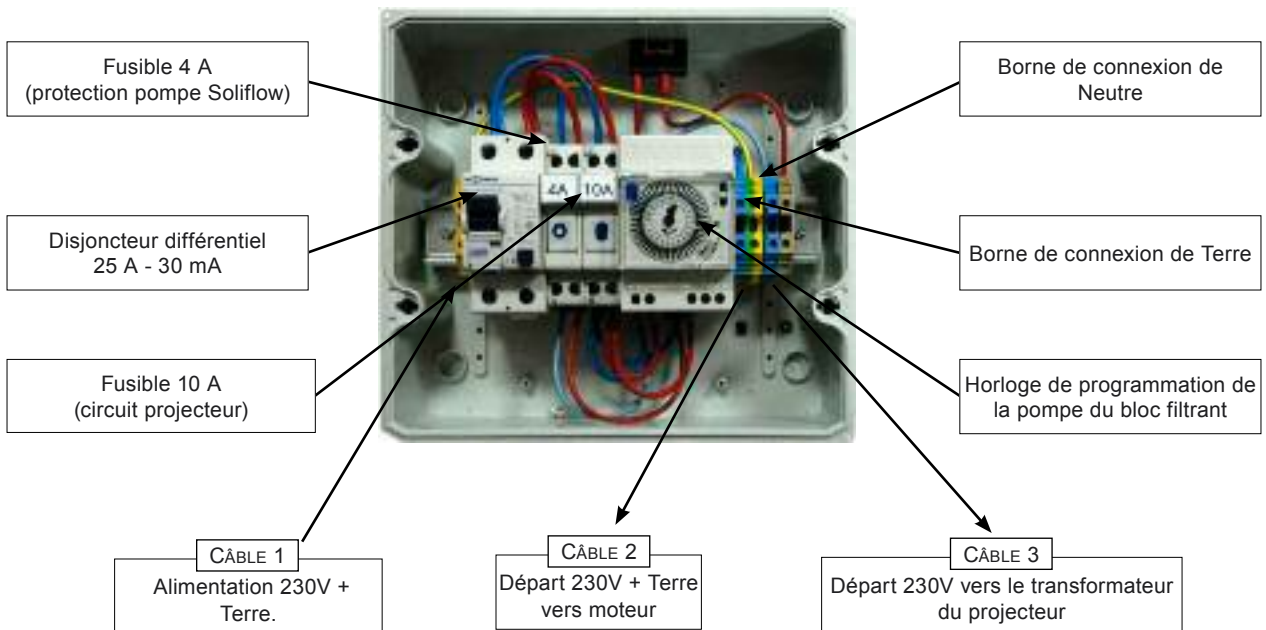 Fusible 4 A
(protection pompe Soliflow)
Borne de connexion de
Neutre
4A
10A
Disjoncteur différentiel
25 A - 30 mA
Borne de connexion de Terre
Fusible 10 A
(circuit projecteur)
Horloge de programmation de
la pompe du bloc filtrant
CÂBLE 1
Alimentation 230V +
Terre.
CÂBLE 2
Départ 230V + Terre
vers moteur
CÂBLE 3
Départ 230V vers le transformateur
du projecteur